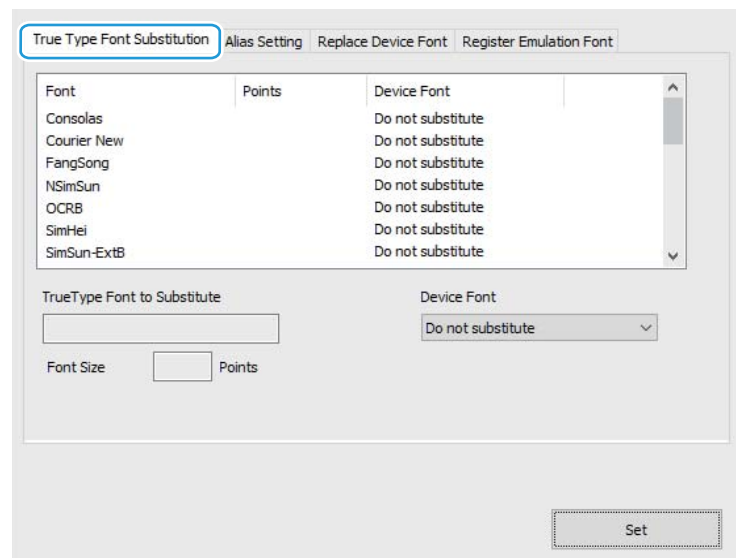 True Type Font Substitution Alias Setting Replace Device Font Register Emulation Font
Font Points Device Font
Consolas Do not substitute
Courier New Do not substitute
FangSong Do not substitute
NSimSun Do not substitute
OCRB Do not substitute
SimHei Do not substitute
SimSun-ExtB Do not substitute
TrueType Font to Substitute Device Font
Do not substitute
Font Size Points
Set